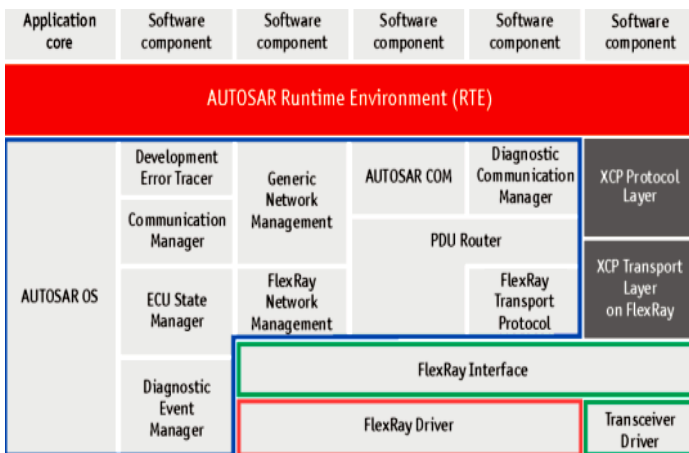 Application
core
Software
component
Software
component
Software
component
Software
component
Software
component
AUTOSAR Runtime Environment (RTE)
AUTOSAR OS
Development
Error Tracer
Communication
Manager
ECU State
Manager
Diagnostic
Event
Manager
Generic
Network
Management
FlexRay
Network
Management
AUTOSAR COM
Diagnostic
Communication
Manager
PDU Router
FlexRay
Transport
Protocol
XCP Protocol
Layer
XCP Transport
Layer
on FlexRay
FlexRay Interface
FlexRay Driver
Transceiver
Driver